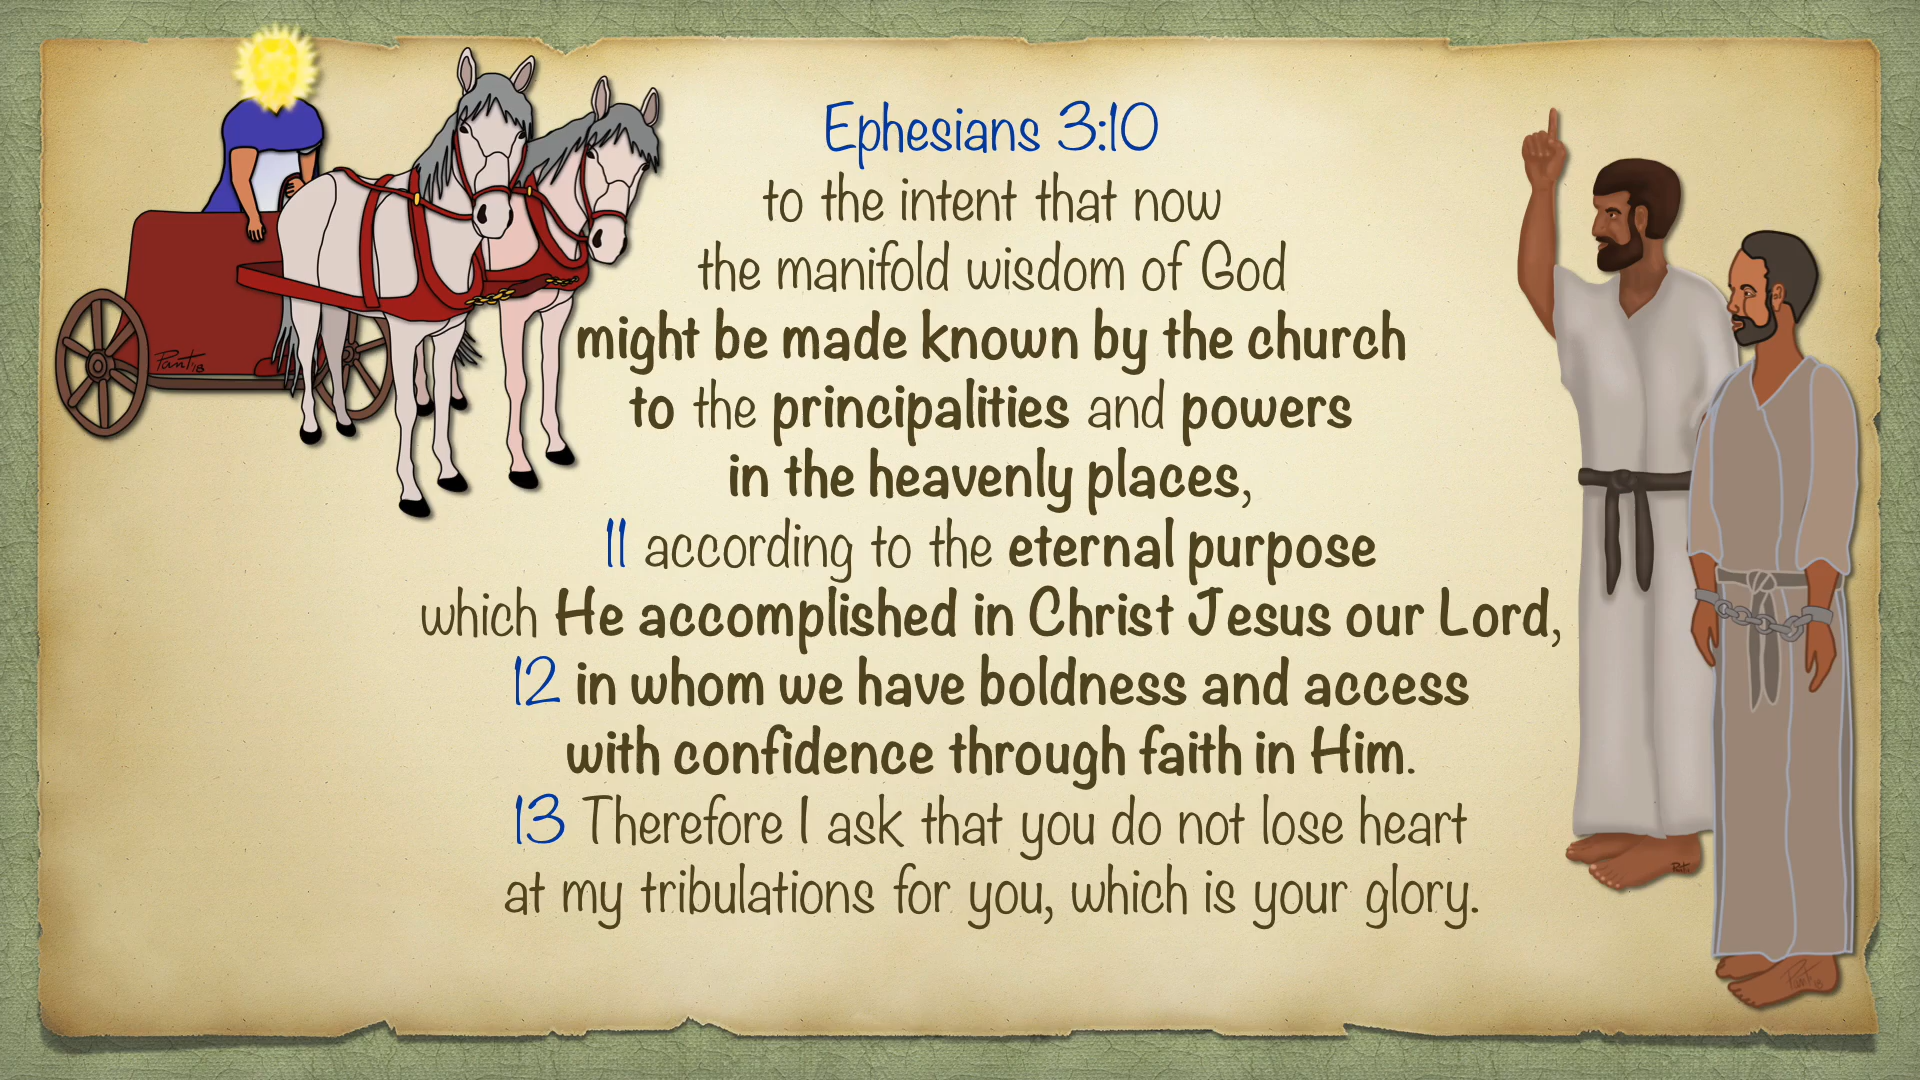 Ephesians 3:10
to the intent that now
the manifold wisdom of God
might be made known by the church
to the principalities and powers
in the heavenly places,
11 according to the eternal purpose
which He accomplished in Christ Jesus our Lord,
12 in whom we have boldness and access
with confidence through faith in Him.
13 Therefore I ask that you do not lose heart
at my tribulations for you, which is your glory.